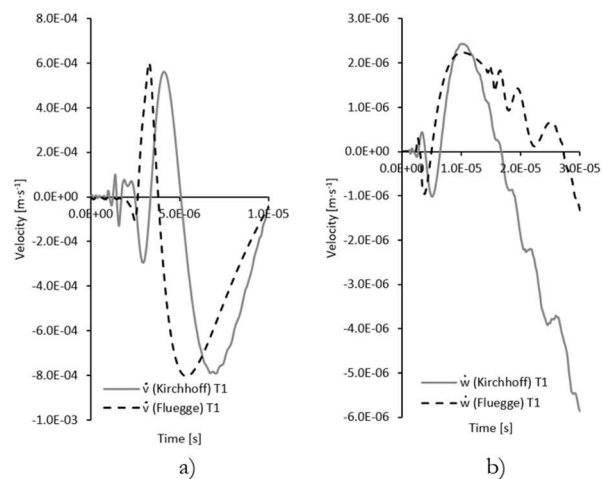 a)
8.0E-04
6.0E-04
4.0E-04
2.0E-04
0.0E+00
-2.0E-04
-4.0E-04
-6.0E-04
-8.0E-04
-1.0E-03
Velocity [m·s⁻¹]
0.0E+00 5.0E-06 1.0E-05
v̇ (Kirchhoff) T1
v̇ (Fluegge) T1
Time [s]
a)
b)
3.0E-06
2.0E-06
1.0E-06
0.0E+00
-1.0E-06
-2.0E-06
-3.0E-06
-4.0E-06
-5.0E-06
-6.0E-06
Velocity [m·s⁻¹]
0.0E+00 1.0E-05 2.0E-05 3.0E-05
ẇ (Kirchhoff) T1
ẇ (Fluegge) T1
Time [s]
b)